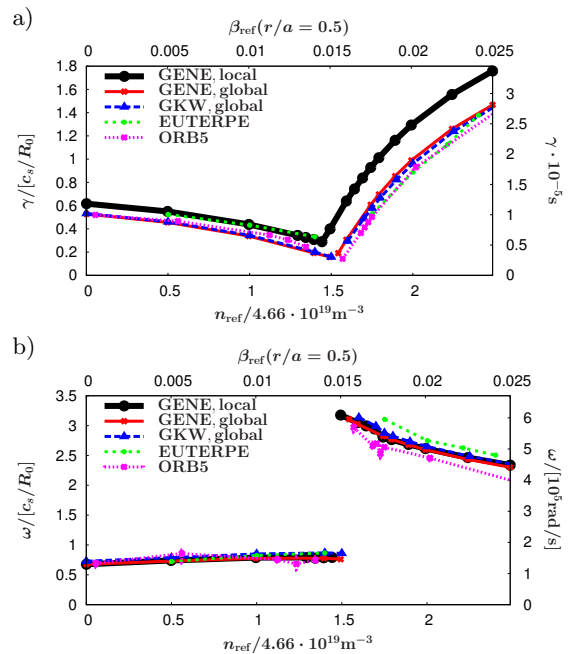 a)
β_ref(r/a = 0.5)
0 0.005 0.01 0.015 0.02 0.025
1.8
1.6
1.4
1.2
1
0.8
0.6
0.4
0.2
0
γ/[c_s/R_0]
GENE, local
GENE, global
GKW, global
EUTERPE
ORB5
3
2.5
2
1.5
1
0.5
0
γ · 10^{-5}s
0 0.5 1 1.5 2
n_ref/4.66 · 10^{19}m^{-3}
b)
β_ref(r/a = 0.5)
0 0.005 0.01 0.015 0.02 0.025
3.5
3
2.5
2
1.5
1
0.5
0
ω/[c_s/R_0]
GENE, local
GENE, global
GKW, global
EUTERPE
ORB5
6
5
4
3
2
1
0
ω/[10^5rad/s]
0 0.5 1 1.5 2
n_ref/4.66 · 10^{19}m^{-3}